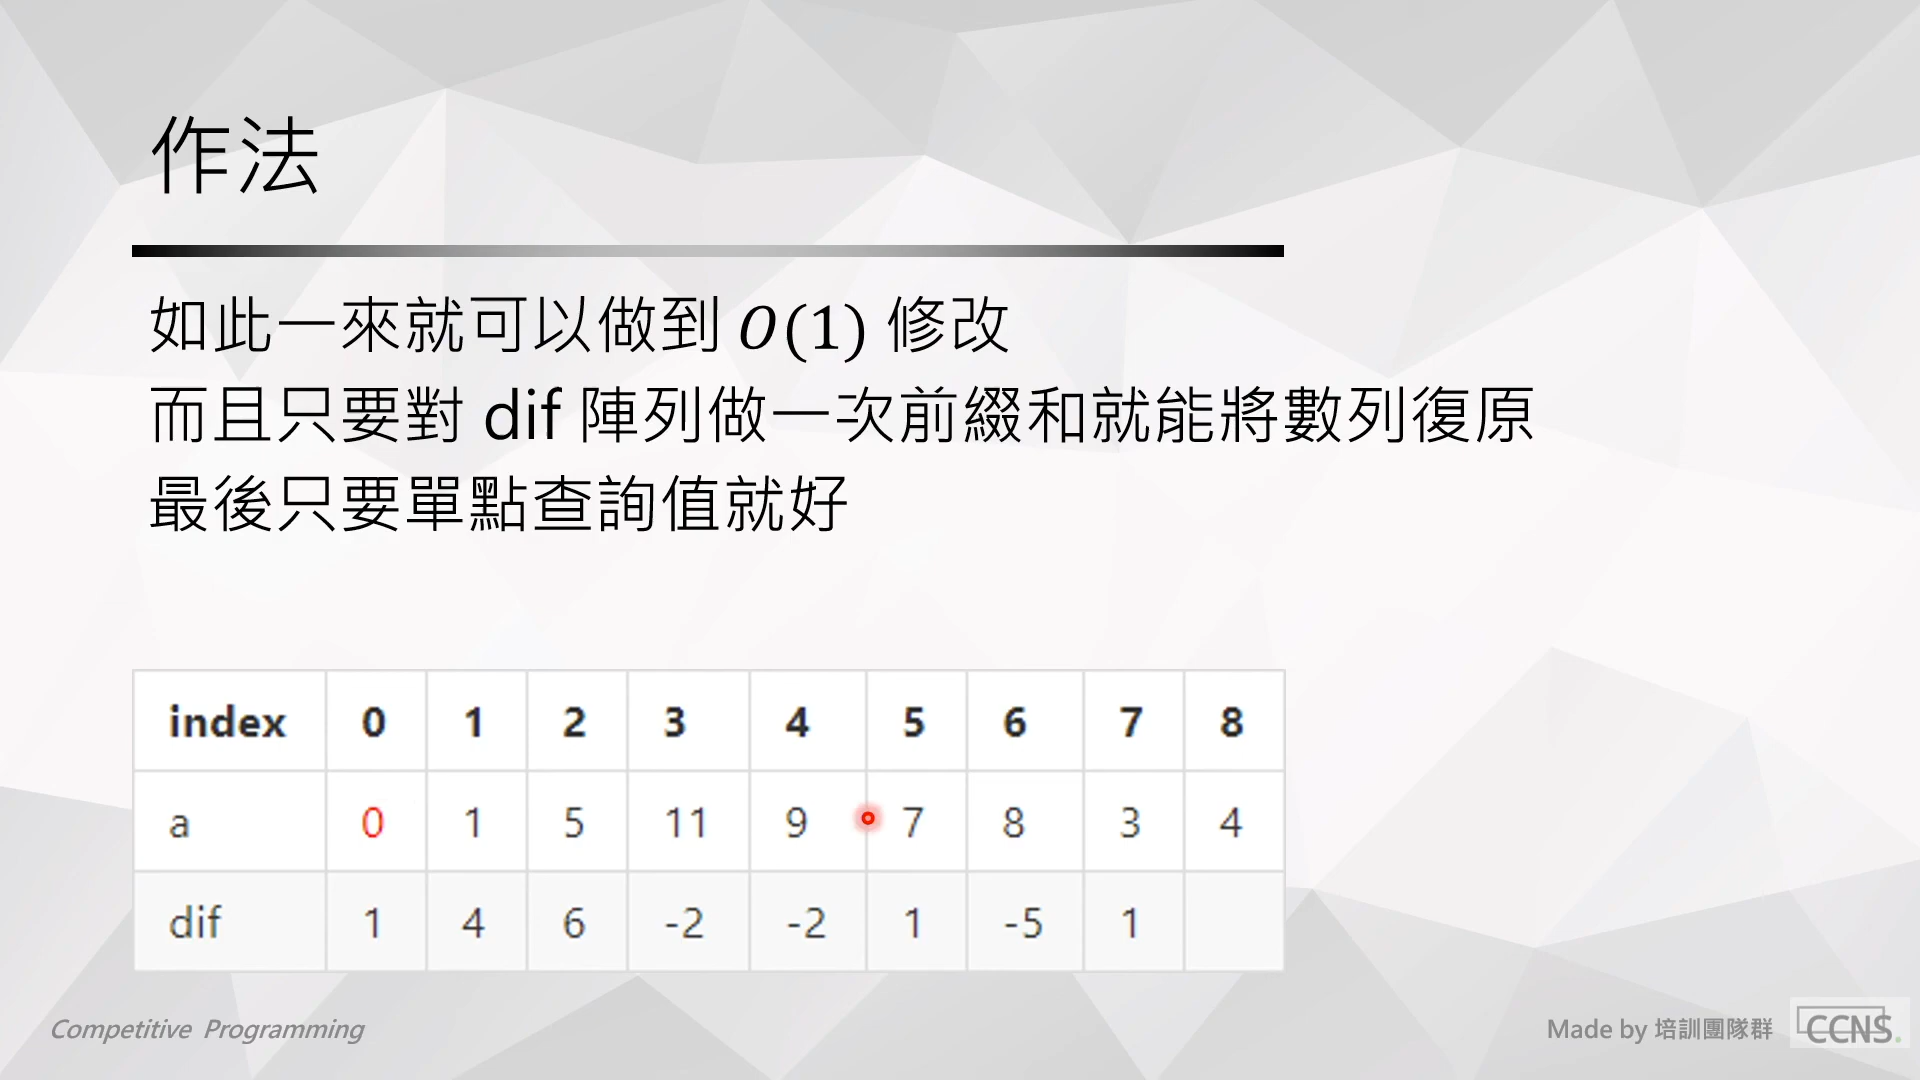 作法
如此一來就可以做到 O(1) 修改
而且只要對 dif 陣列做一次前綴和就能將數列復原
最後只要單點查詢值就好
index 0 1 2 3 4 5 6 7 8
a 0 1 5 11 9 7 8 3 4
dif 1 4 6 -2 -2 1 -5 1
Competitive Programming
Made by 培訓團隊群
CCNS.